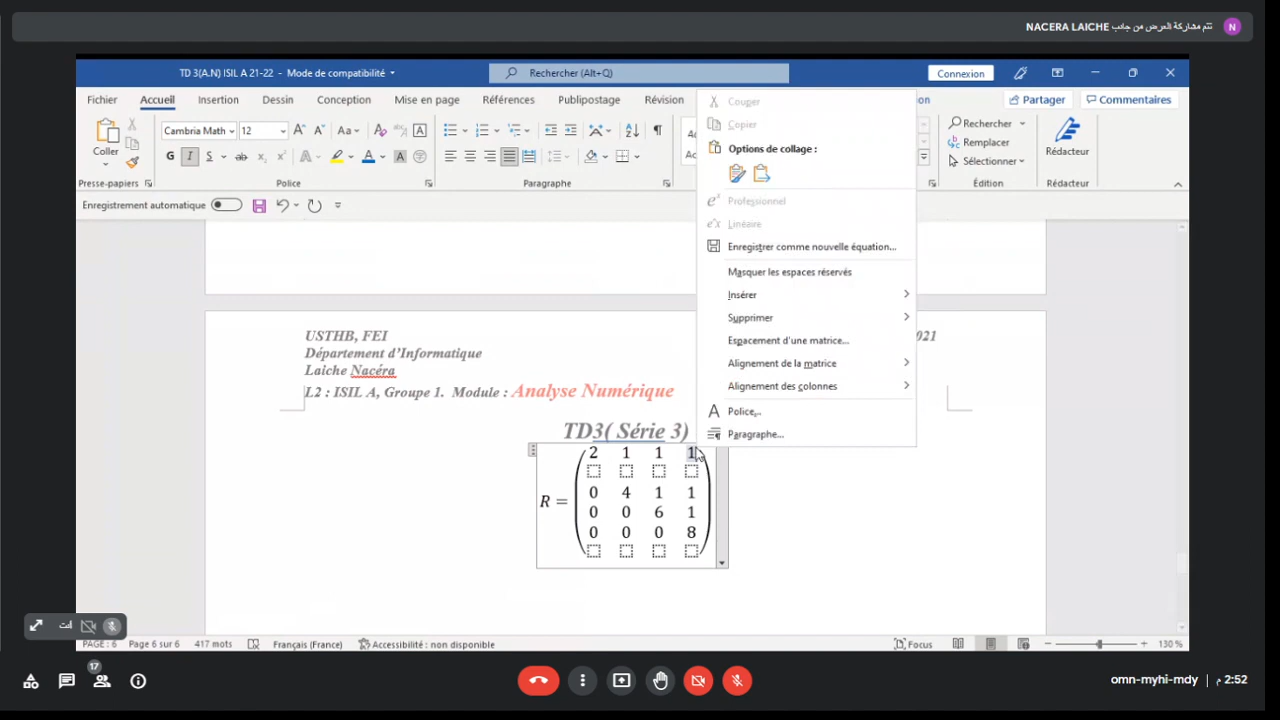 تتم مشاركة العرض من جانب NACERA LAICHE
N
TD 3(A.N) ISIL A 21-22 - Mode de compatibilité
Rechercher (Alt+Q)
Connexion
Fichier Accueil Insertion Dessin Conception Mise en page Références Publipostage Révision
Partager Commentaires
Coller
Cambria Math 12
Presse-papiers Police Paragraphe
Rechercher
Remplacer
Sélectionner
Édition
Rédacteur
Rédacteur
Enregistrement automatique
Couper
Copier
Options de collage :
Professionnel
Linéaire
Enregistrer comme nouvelle équation...
Masquer les espaces réservés
Insérer
Supprimer
Espacement d'une matrice...
Alignement de la matrice
Alignement des colonnes
Police...
Paragraphe...
USTHB, FEI
Département d'Informatique
Laiche Nacéra
L2 : ISIL A, Groupe 1. Module : Analyse Numérique
TD3( Série 3)
2 1 1 1
R =
0 4 1 1
0 0 6 1
0 0 0 8
انت
PAGE : 6 Page 6 sur 6 417 mots Français (France) Accessibilité : non disponible Focus 130 %
17
omn-myhi-mdy | 2:52 م